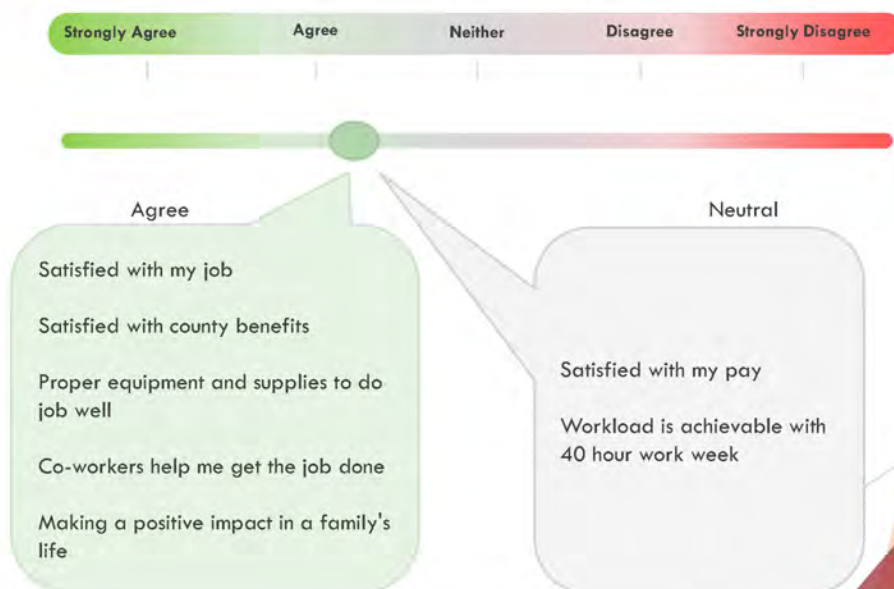 Strongly Agree Agree Neither Disagree Strongly Disagree
Agree
Satisfied with my job
Satisfied with county benefits
Proper equipment and supplies to do
job well
Co-workers help me get the job done
Making a positive impact in a family's
life
Neutral
Satisfied with my pay
Workload is achievable with
40 hour work week